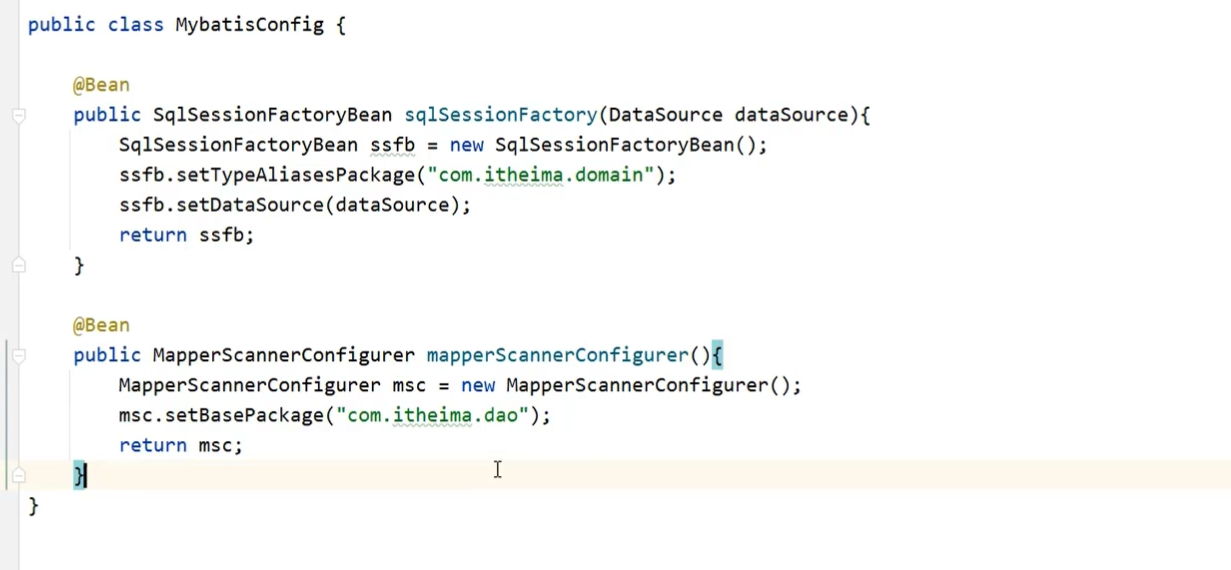 public class MybatisConfig {
@Bean
public SqlSessionFactoryBean sqlSessionFactory(DataSource dataSource){
SqlSessionFactoryBean ssfb = new SqlSessionFactoryBean();
ssfb.setTypeAliasesPackage("com.itheima.domain");
ssfb.setDataSource(dataSource);
return ssfb;
}
@Bean
public MapperScannerConfigurer mapperScannerConfigurer(){
MapperScannerConfigurer msc = new MapperScannerConfigurer();
msc.setBasePackage("com.itheima.dao");
return msc;
}
}